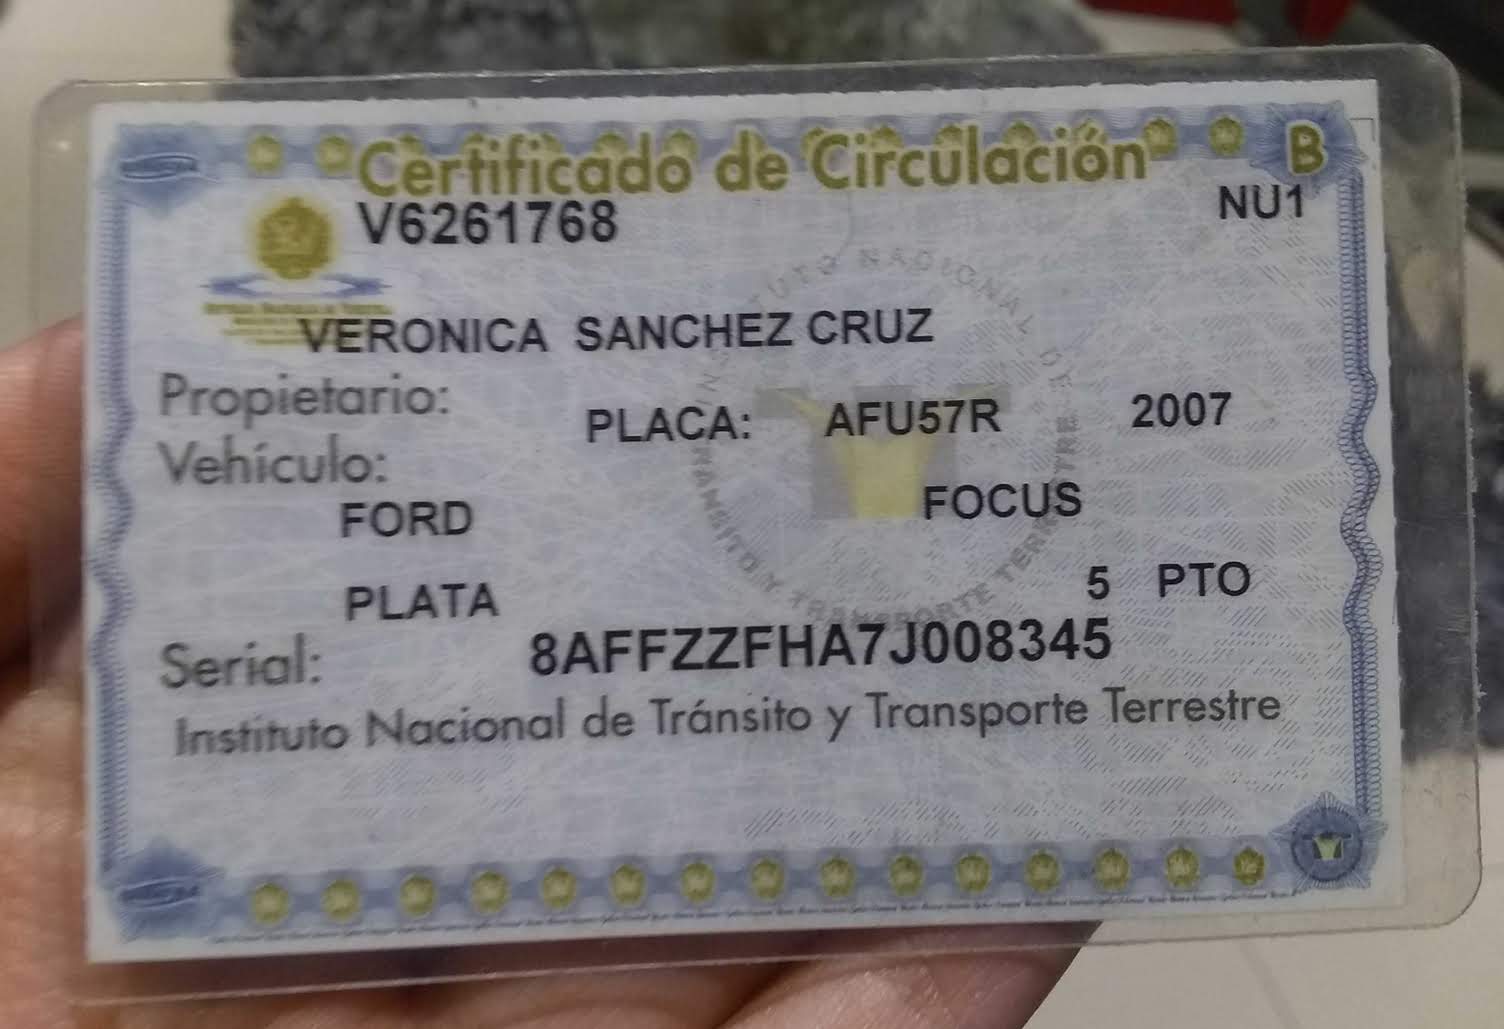 Certificado de Circulación B
V6261768 NU1
VERONICA SANCHEZ CRUZ
Propietario:
PLACA: AFU57R 2007
Vehículo:
FORD FOCUS
PLATA 5 PTO
Serial: 8AFFZZFHA7J008345
Instituto Nacional de Tránsito y Transporte Terrestre
INSTITUTO NACIONAL DE TRÁNSITO Y TRANSPORTE TERRESTRE